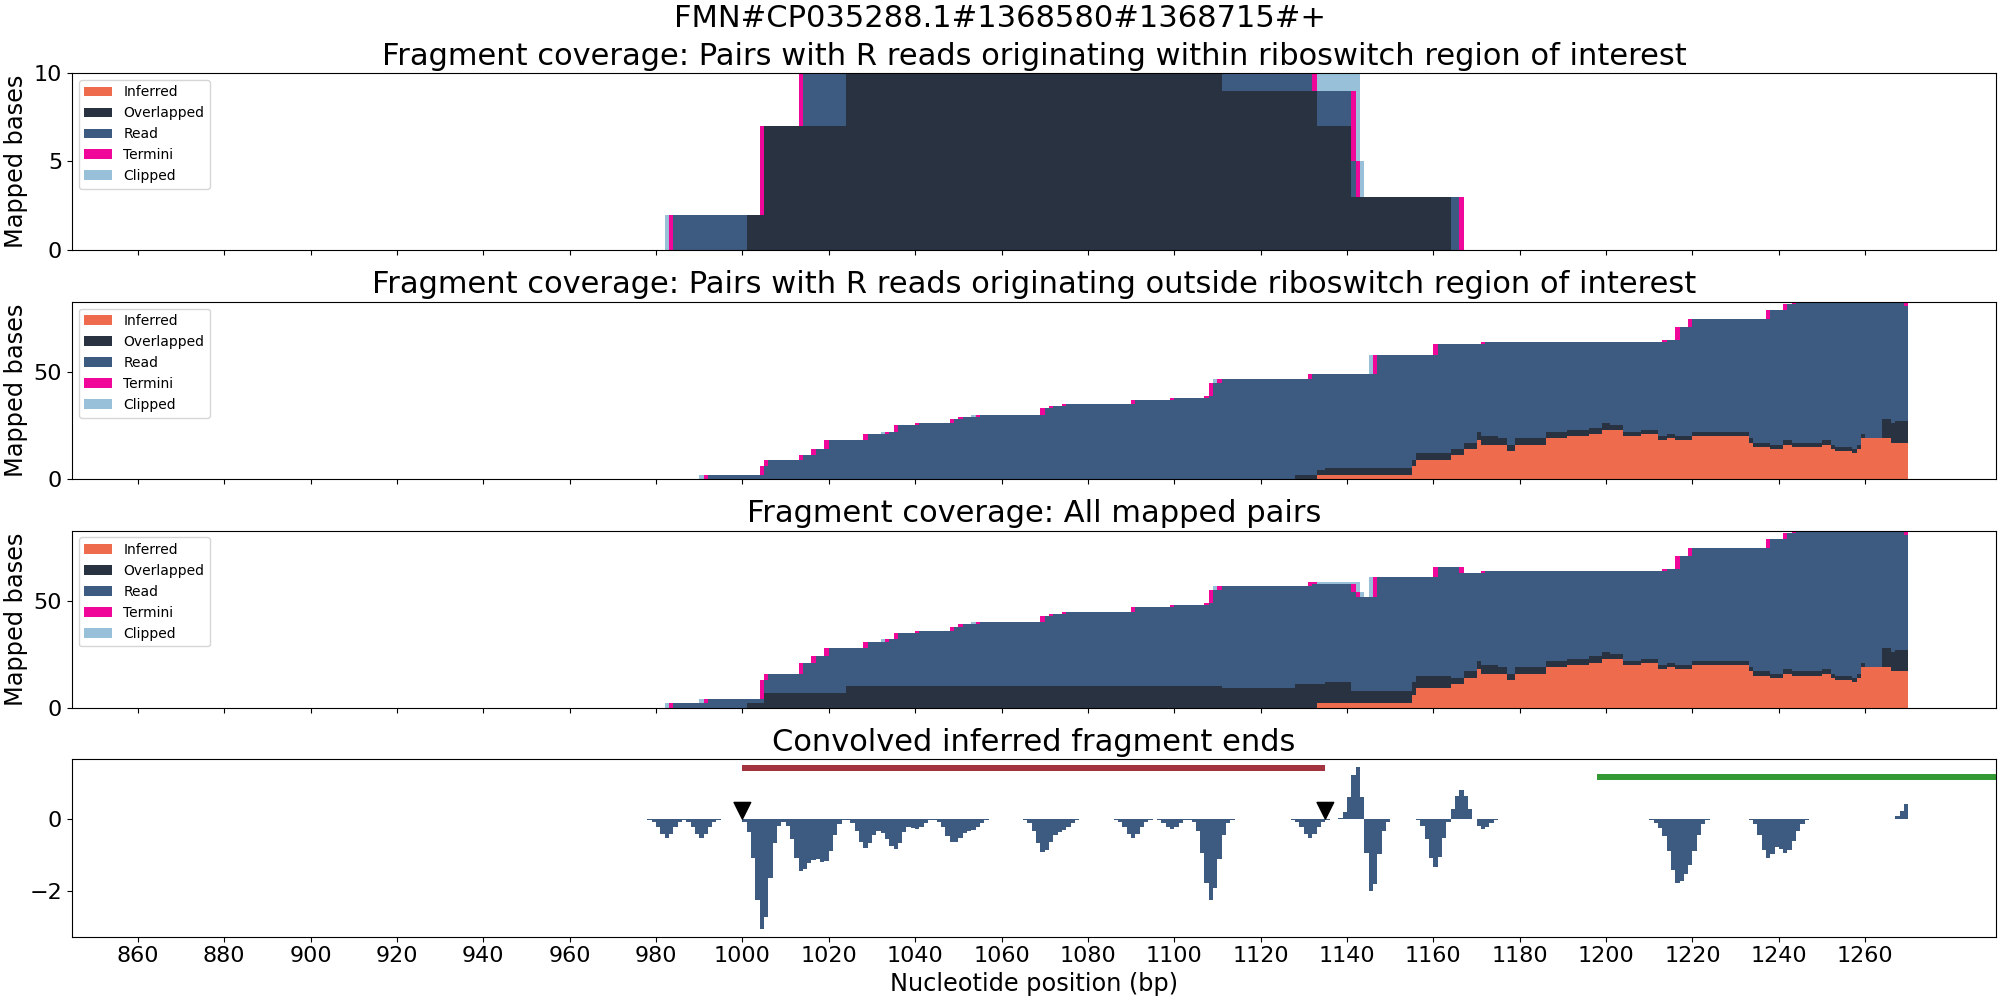 FMN#CP035288.1#1368580#1368715#+
Fragment coverage: Pairs with R reads originating within riboswitch region of interest
Mapped bases
10
5
0
Inferred
Overlapped
Read
Termini
Clipped
Fragment coverage: Pairs with R reads originating outside riboswitch region of interest
Mapped bases
50
0
Inferred
Overlapped
Read
Termini
Clipped
Fragment coverage: All mapped pairs
Mapped bases
50
0
Inferred
Overlapped
Read
Termini
Clipped
Convolved inferred fragment ends
0
−2
860 880 900 920 940 960 980 1000 1020 1040 1060 1080 1100 1120 1140 1160 1180 1200 1220 1240 1260
Nucleotide position (bp)